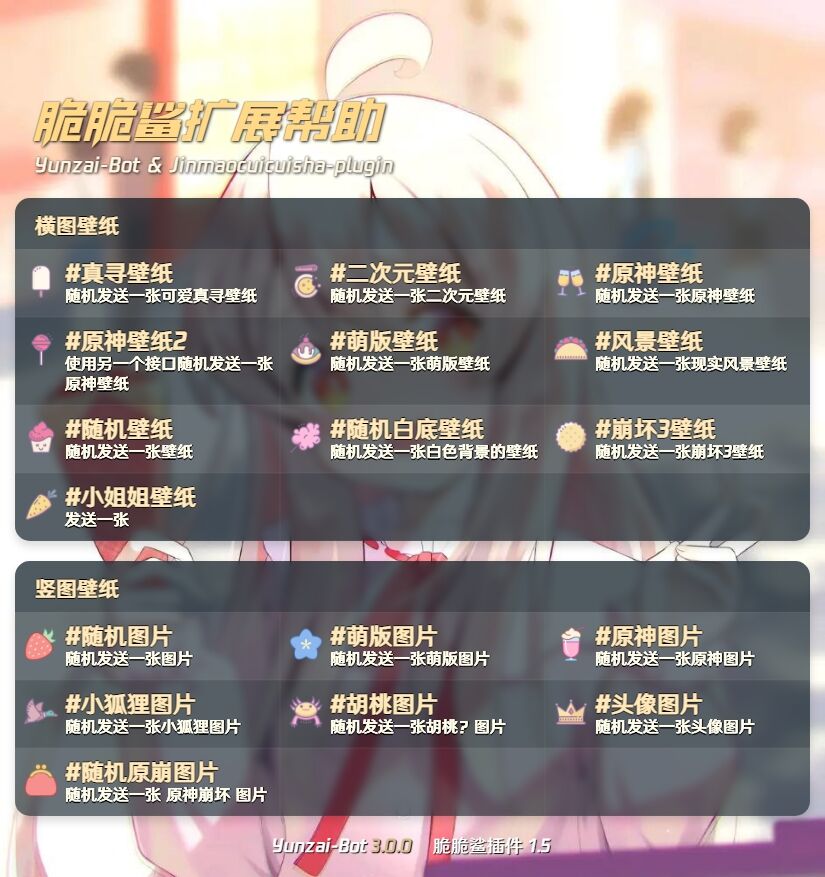 脆脆鲨扩展帮助
Yunzai-Bot & Jinmaocuicuisha-plugin
横图壁纸
#真寻壁纸
随机发送一张可爱真寻壁纸
#二次元壁纸
随机发送一张二次元壁纸
#原神壁纸
随机发送一张原神壁纸
#原神壁纸2
使用另一个接口随机发送一张
原神壁纸
#萌版壁纸
随机发送一张萌版壁纸
#风景壁纸
随机发送一张现实风景壁纸
#随机壁纸
随机发送一张壁纸
#随机白底壁纸
随机发送一张白色背景的壁纸
#崩坏3壁纸
随机发送一张崩坏3壁纸
#小姐姐壁纸
发送一张
竖图壁纸
#随机图片
随机发送一张图片
#萌版图片
随机发送一张萌版图片
#原神图片
随机发送一张原神图片
#小狐狸图片
随机发送一张小狐狸图片
#胡桃图片
随机发送一张胡桃? 图片
#头像图片
随机发送一张头像图片
#随机原崩图片
随机发送一张 原神崩坏 图片
Yunzai-Bot 3.0.0 脆脆鲨插件 1.5